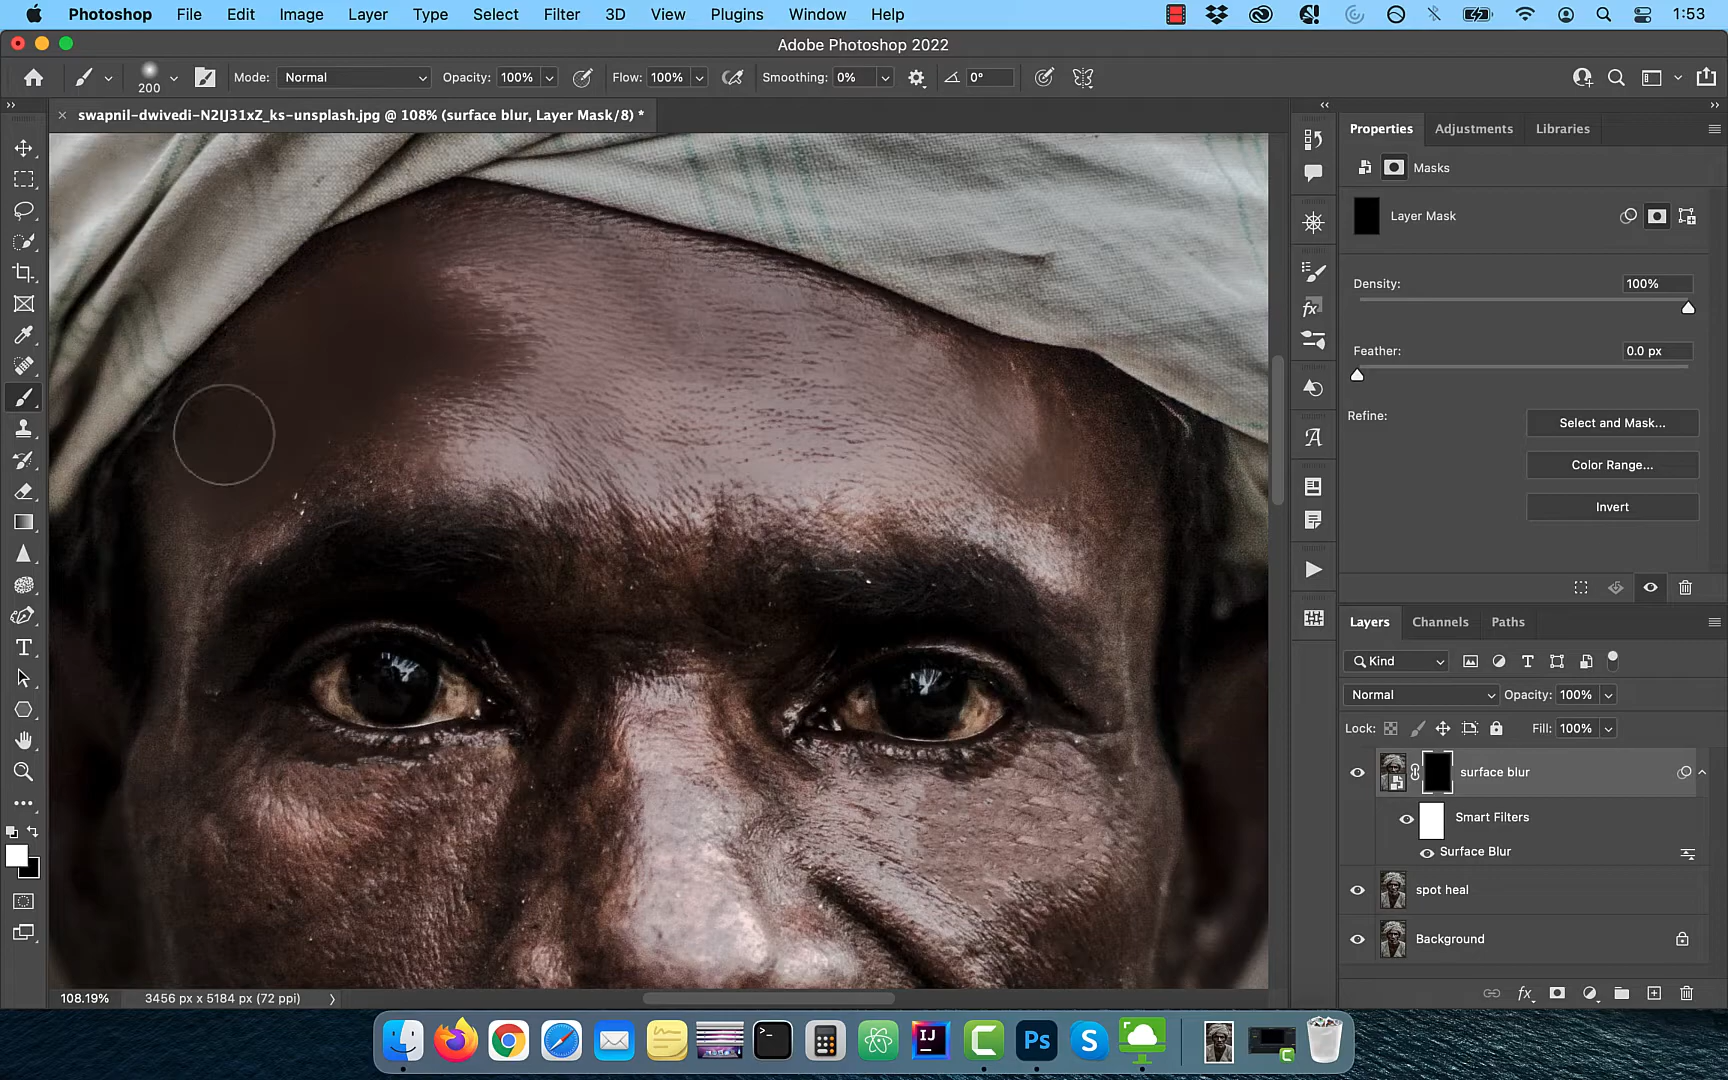 Photoshop File Edit Image Layer Type Select Filter 3D View Plugins Window Help 1:53
Adobe Photoshop 2022
200 Mode: Normal Opacity: 100% Flow: 100% Smoothing: 0% 0°
swapnil-dwivedi-N2IJ31xZ_ks-unsplash.jpg @ 108% (surface blur, Layer Mask/8) *
Properties Adjustments Libraries
Masks
Layer Mask
Density: 100%
Feather: 0.0 px
Refine: Select and Mask...
Color Range...
Invert
Layers Channels Paths
Kind
Normal Opacity: 100%
Lock: Fill: 100%
surface blur
Smart Filters
Surface Blur
spot heal
Background
108.19% 3456 px x 5184 px (72 ppi)
IJ Ps S